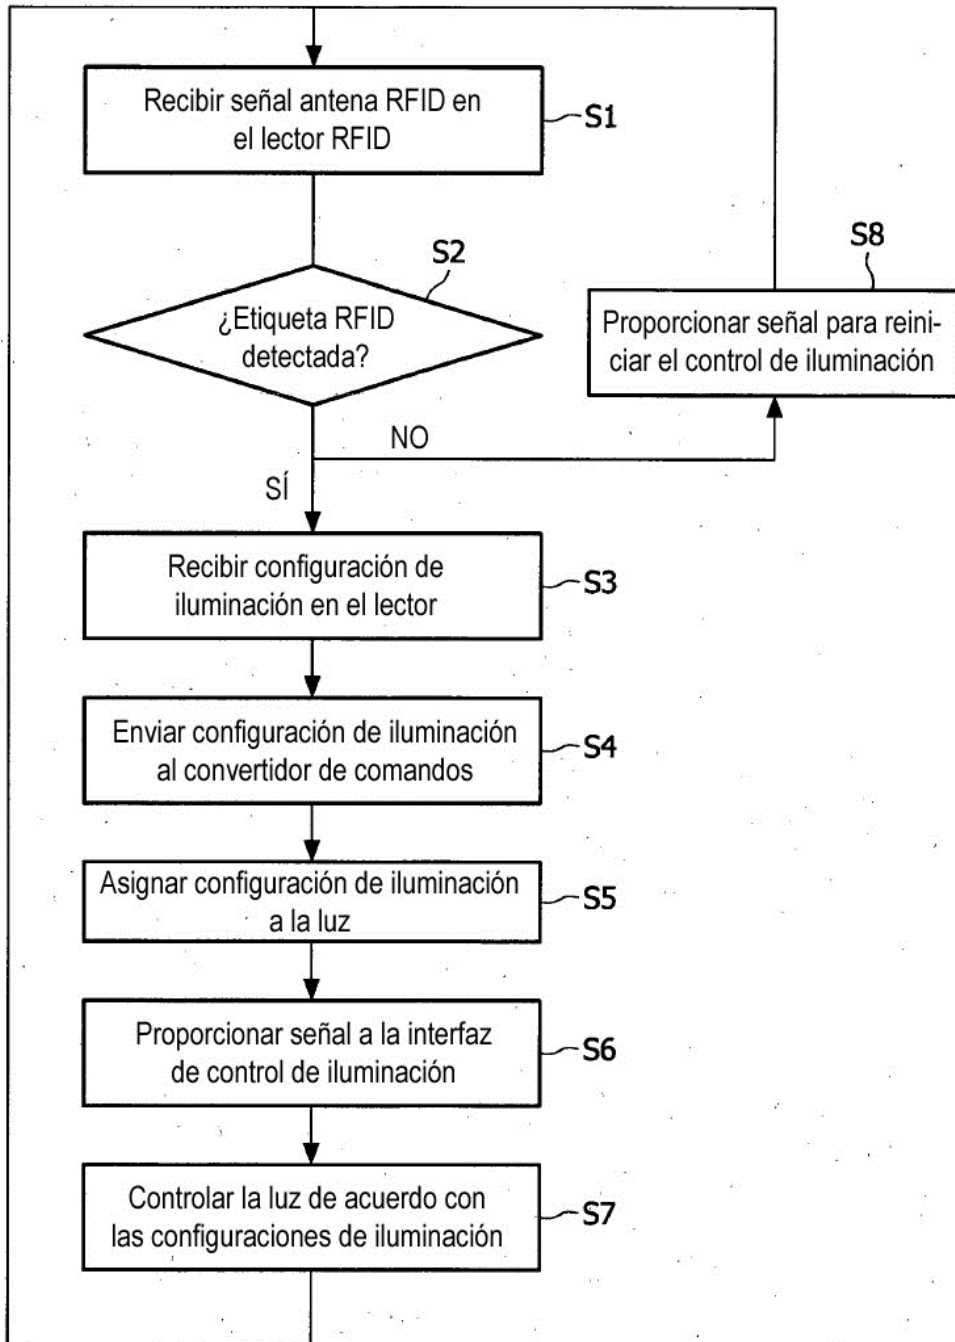 Recibir señal antena RFID en
el lector RFID
S1
S2
¿Etiqueta RFID
detectada?
S8
Proporcionar señal para reini-
ciar el control de iluminación
NO
SÍ
Recibir configuración de
iluminación en el lector
S3
Enviar configuración de iluminación
al convertidor de comandos
S4
Asignar configuración de iluminación
a la luz
S5
Proporcionar señal a la interfaz
de control de iluminación
S6
Controlar la luz de acuerdo con
las configuraciones de iluminación
S7